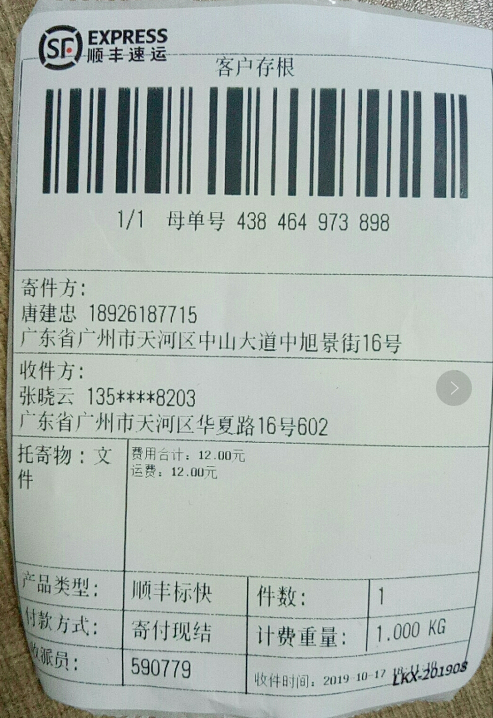 SF EXPRESS
顺丰速运
客户存根
1/1 母单号 438 464 973 898
寄件方:
唐建忠 18926187715
广东省广州市天河区中山大道中旭景街16号
收件方:
张晓云 135****8203
广东省广州市天河区华夏路16号602
托寄物:文件
费用合计: 12.00元
运费: 12.00元
产品类型: 顺丰标快 件数: 1
付款方式: 寄付现结 计费重量: 1.000 KG
收派员: 590779 收件时间: 2019-10-17
LKX-201908